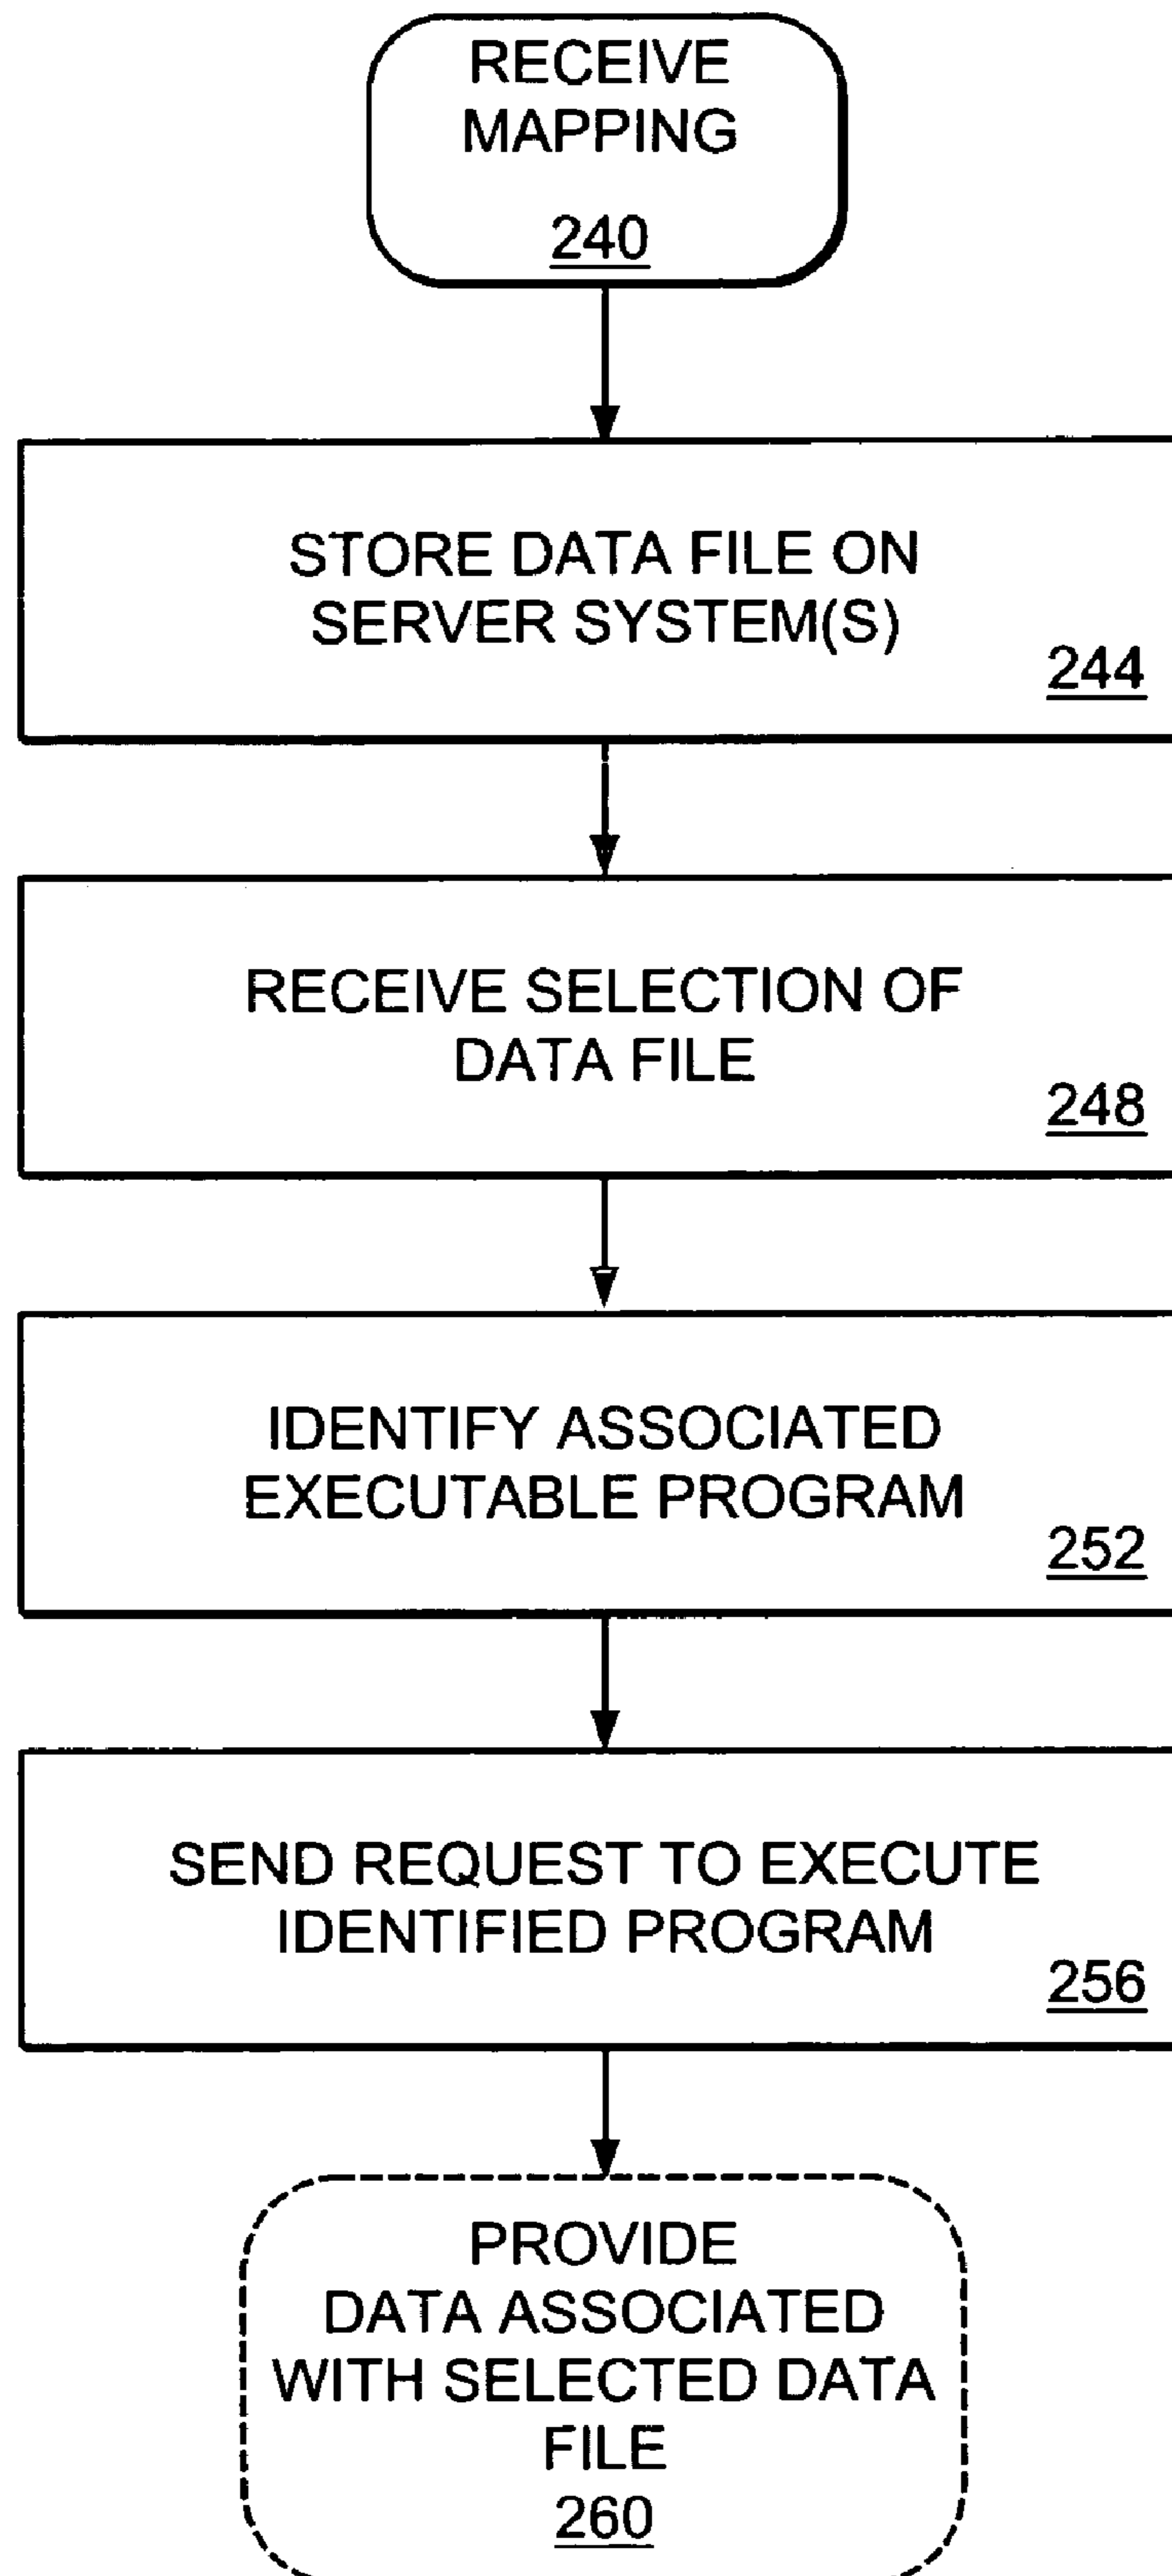 RECEIVE
MAPPING
240
STORE DATA FILE ON
SERVER SYSTEM(S)
244
RECEIVE SELECTION OF
DATA FILE
248
IDENTIFY ASSOCIATED
EXECUTABLE PROGRAM
252
SEND REQUEST TO EXECUTE
IDENTIFIED PROGRAM
256
PROVIDE
DATA ASSOCIATED
WITH SELECTED DATA
FILE
260